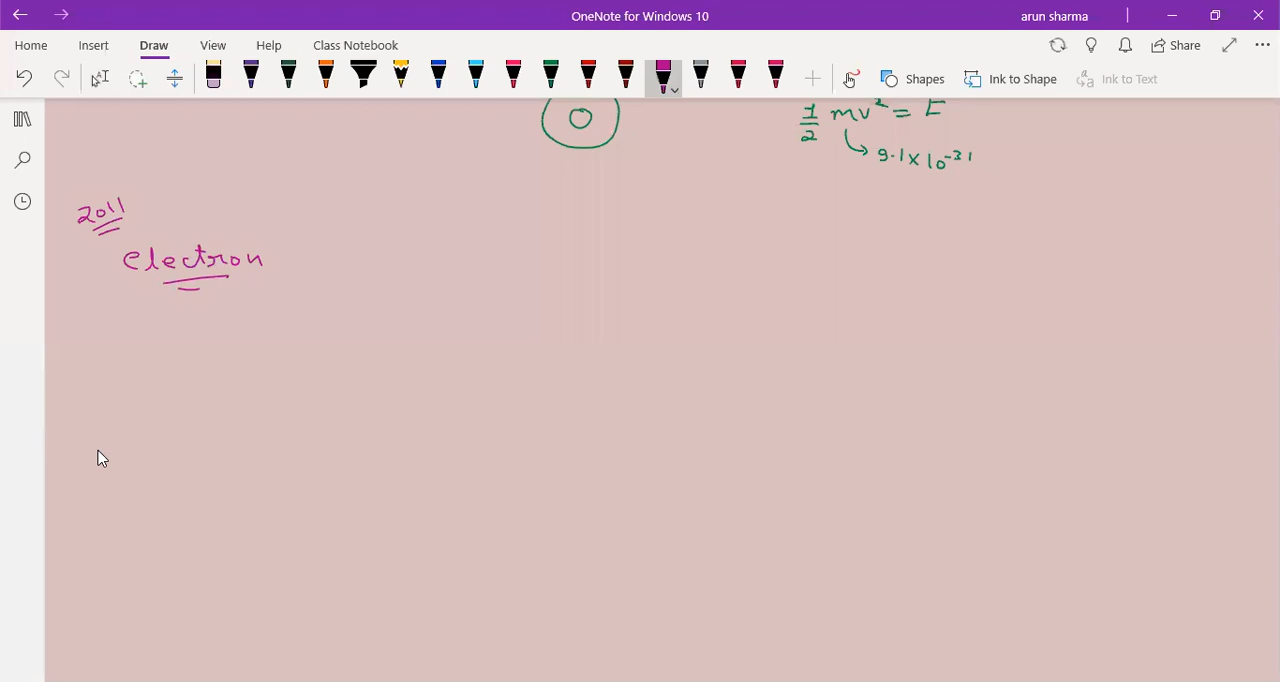 OneNote for Windows 10
arun sharma
Home Insert Draw View Help Class Notebook
Share
Shapes Ink to Shape Ink to Text
1/2 mv² = E
9.1 × 10⁻³¹
2011
electron